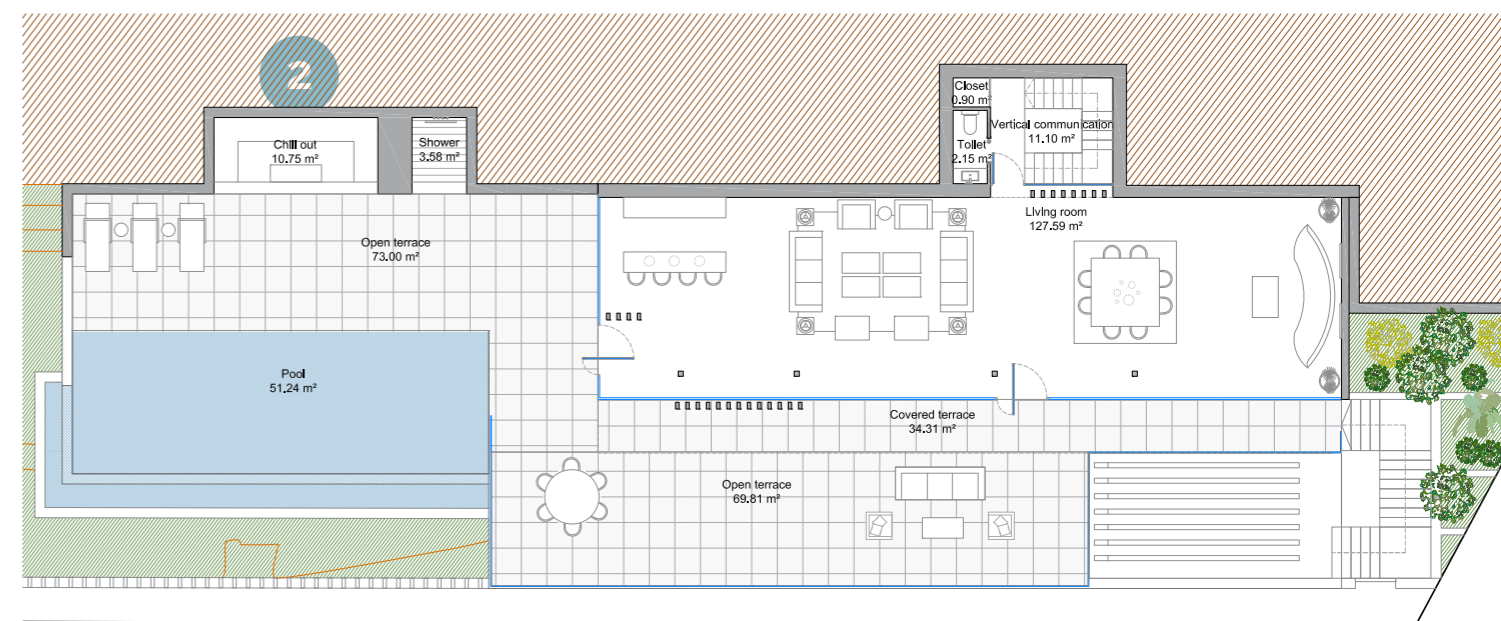 2
Closet
0.90 m²
Chill out
10.75 m²
Shower
3.58 m²
Vertical communication
11.10 m²
Toilet
2.15 m²
Living room
127.59 m²
Open terrace
73.00 m²
Pool
51.24 m²
Covered terrace
34.31 m²
Open terrace
69.81 m²